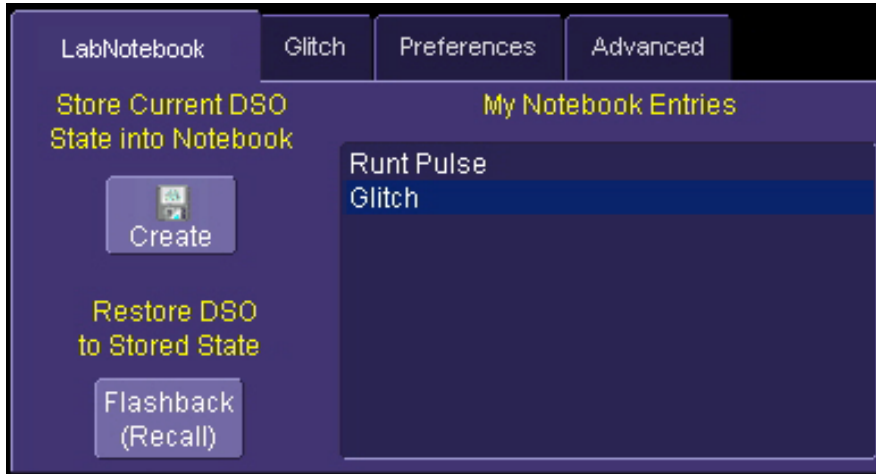 LabNotebook
Glitch
Preferences
Advanced
Store Current DSO
State into Notebook
Create
Restore DSO
to Stored State
Flashback
(Recall)
My Notebook Entries
Runt Pulse
Glitch